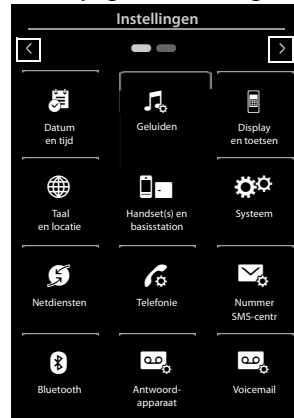 Instellingen
Datum
en tijd
Geluiden
Display
en toetsen
Taal
en locatie
Handset(s) en
basisstation
Systeem
Netdiensten
Telefonie
Nummer
SMS-centr
Bluetooth
Antwoord-
apparaat
Voicemail